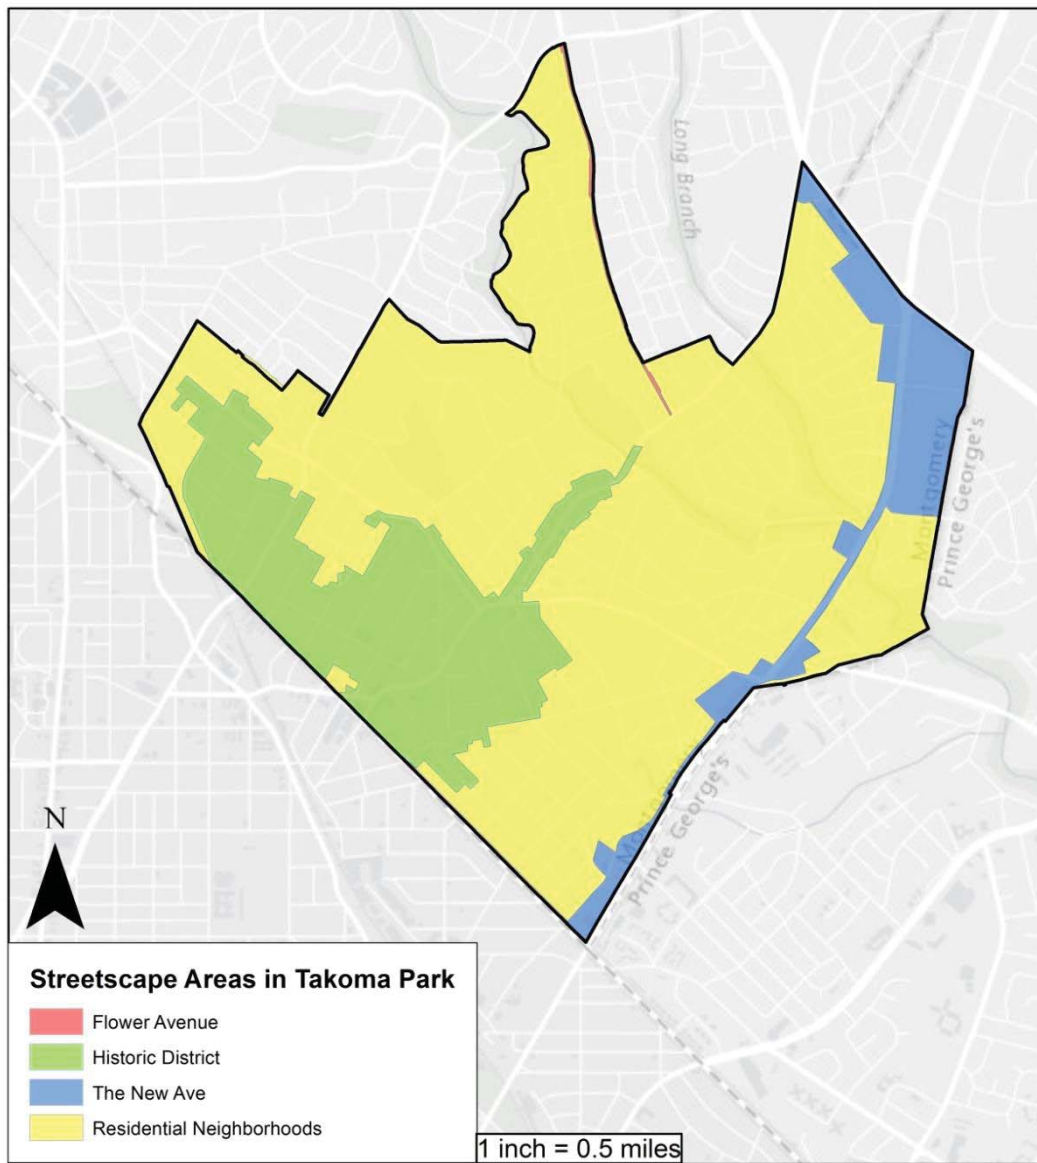 Long Branch
Montgomery
Prince George's
Montgomery
Prince George's
N
Streetscape Areas in Takoma Park
Flower Avenue
Historic District
The New Ave
Residential Neighborhoods
1 inch = 0.5 miles